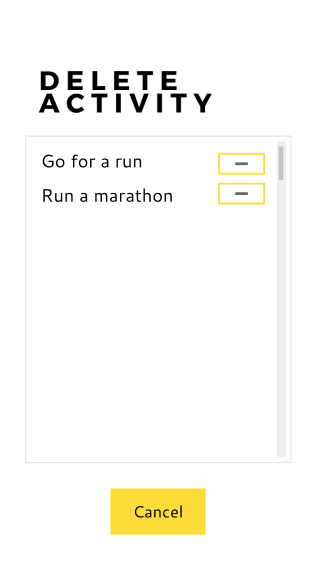 DELETE
ACTIVITY
Go for a run
Run a marathon
Cancel